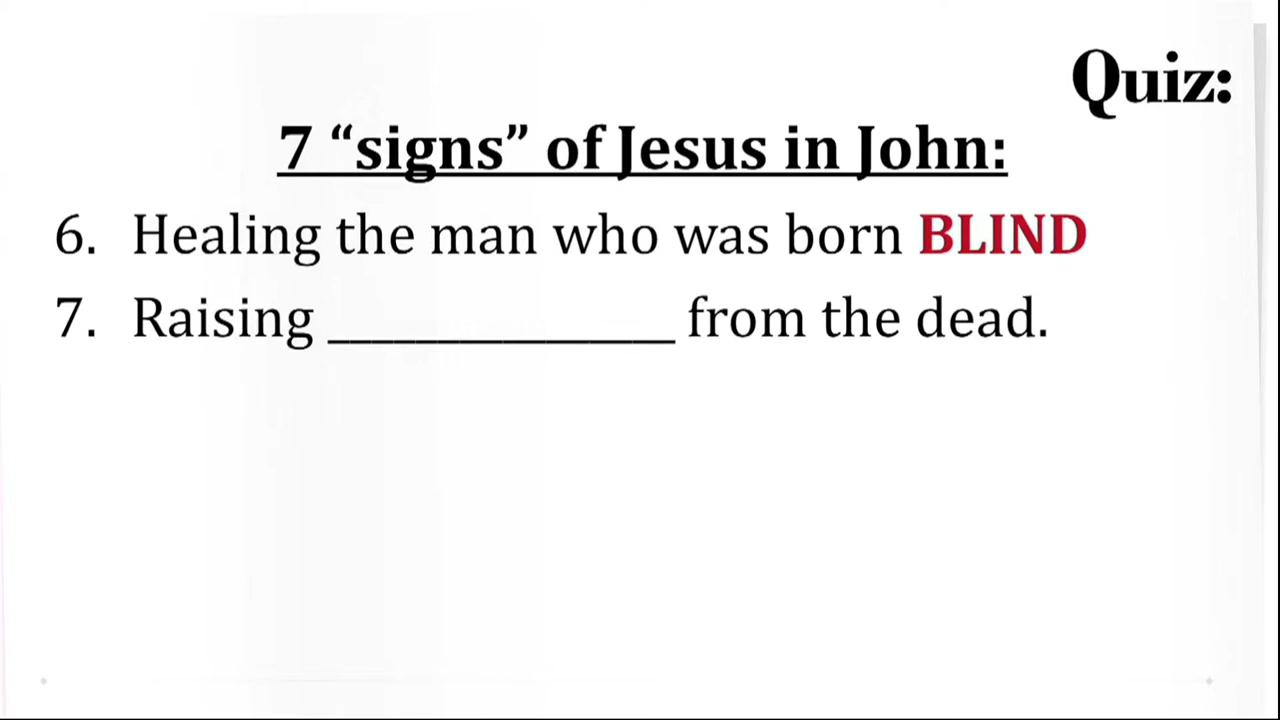 Quiz:
7 “signs” of Jesus in John:
6. Healing the man who was born BLIND
7. Raising ________________ from the dead.